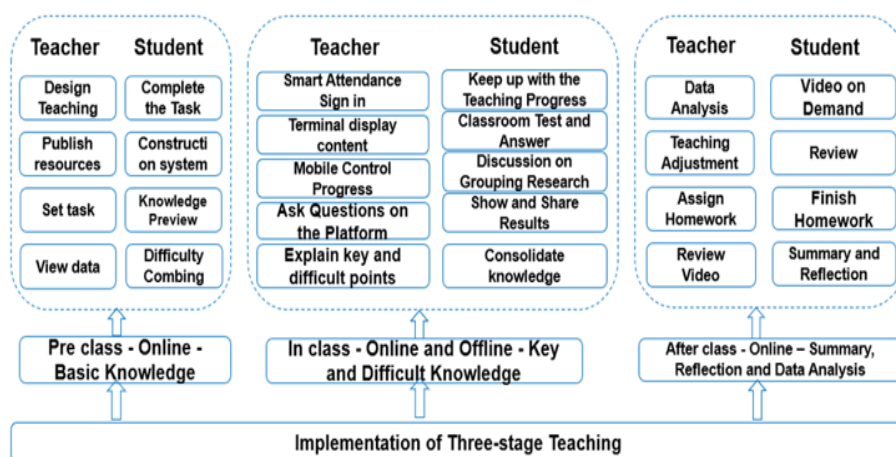 Teacher
Student
Design
Teaching
Publish
resources
Set task
View data
Complete
the Task
Constructi
on system
Knowledge
Preview
Difficulty
Combing
Teacher
Student
Smart Attendance
Sign in
Terminal display
content
Mobile Control
Progress
Ask Questions on
the Platform
Explain key and
difficult points
Keep up with the
Teaching Progress
Classroom Test and
Answer
Discussion on
Grouping Research
Show and Share
Results
Consolidate
knowledge
Teacher
Student
Data
Analysis
Teaching
Adjustment
Assign
Homework
Review
Video
Video on
Demand
Review
Finish
Homework
Summary and
Reflection
Pre class - Online -
Basic Knowledge
In class - Online and Offline - Key
and Difficult Knowledge
After class - Online – Summary,
Reflection and Data Analysis
Implementation of Three-stage Teaching